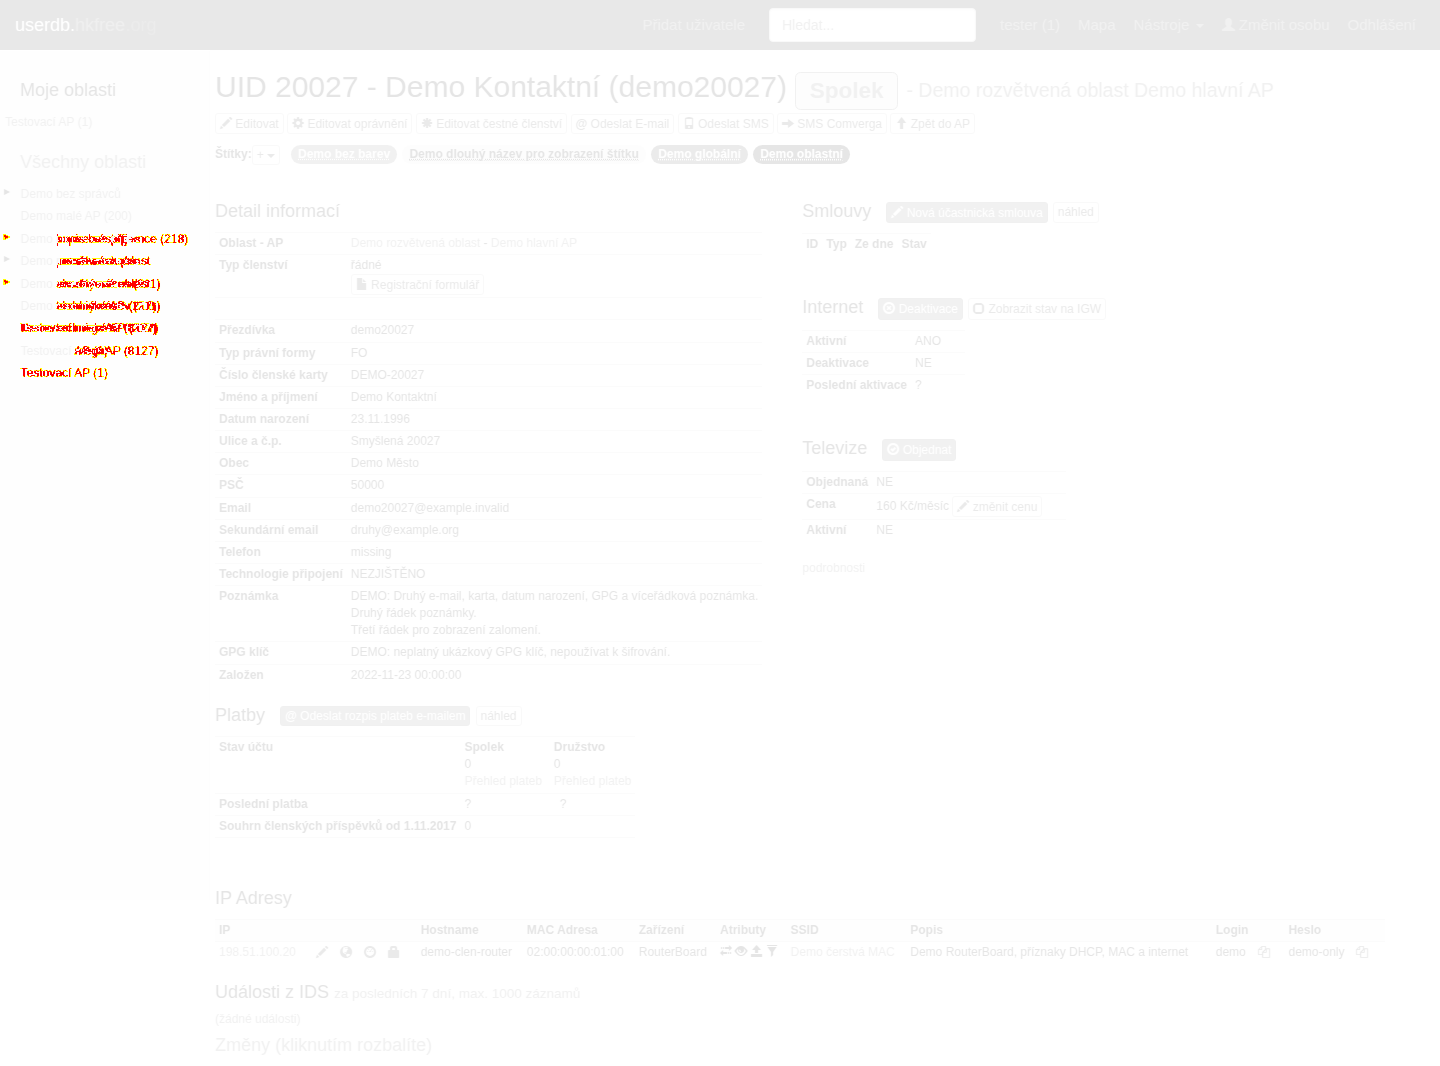 userdb.hkfree.org
Přidat uživatele
Hledat...
tester (1)
Mapa
Nástroje
Změnit osobu
Odhlášení
Moje oblasti
Testovací AP (1)
Všechny oblasti
Demo bez správců
Demo malé AP (200)
Demo (218)
Demo
Demo
Demo
Testovací AP (8127)
Testovací AP (1)
UID 20027 - Demo Kontaktní (demo20027) Spolek - Demo rozvětvená oblast Demo hlavní AP
Editovat Editovat oprávnění Editovat čestné členství @ Odeslat E-mail Odeslat SMS SMS Comverga Zpět do AP
Štítky: + Demo bez barev Demo dlouhý název pro zobrazení štítku Demo globální Demo oblastní
Detail informací
Oblast - AP Demo rozvětvená oblast - Demo hlavní AP
Typ členství řádné
Registrační formulář
Přezdívka demo20027
Typ právní formy FO
Číslo členské karty DEMO-20027
Jméno a příjmení Demo Kontaktní
Datum narození 23.11.1996
Ulice a č.p. Smyšlená 20027
Obec Demo Město
PSČ 50000
Email demo20027@example.invalid
Sekundární email druhy@example.org
Telefon missing
Technologie připojení NEZJIŠTĚNO
Poznámka DEMO: Druhý e-mail, karta, datum narození, GPG a víceřádková poznámka.
Druhý řádek poznámky.
Třetí řádek pro zobrazení zalomení.
GPG klíč DEMO: neplatný ukázkový GPG klíč, nepoužívat k šifrování.
Založen 2022-11-23 00:00:00
Platby @ Odeslat rozpis plateb e-mailem náhled
Stav účtu Spolek Družstvo
0 0
Přehled plateb Přehled plateb
Poslední platba ? ?
Souhrn členských příspěvků od 1.11.2017 0
Smlouvy Nová účastnická smlouva náhled
ID Typ Ze dne Stav
Internet Deaktivace Zobrazit stav na IGW
Aktivní ANO
Deaktivace NE
Poslední aktivace ?
Televize Objednat
Objednaná NE
Cena 160 Kč/měsíc změnit cenu
Aktivní NE
podrobnosti
IP Adresy
IP Hostname MAC Adresa Zařízení Atributy SSID Popis Login Heslo
198.51.100.20 demo-clen-router 02:00:00:00:01:00 RouterBoard Demo čerstvá MAC Demo RouterBoard, příznaky DHCP, MAC a internet demo demo-only
Události z IDS za posledních 7 dní, max. 1000 záznamů
(žádné události)
Změny (kliknutím rozbalíte)